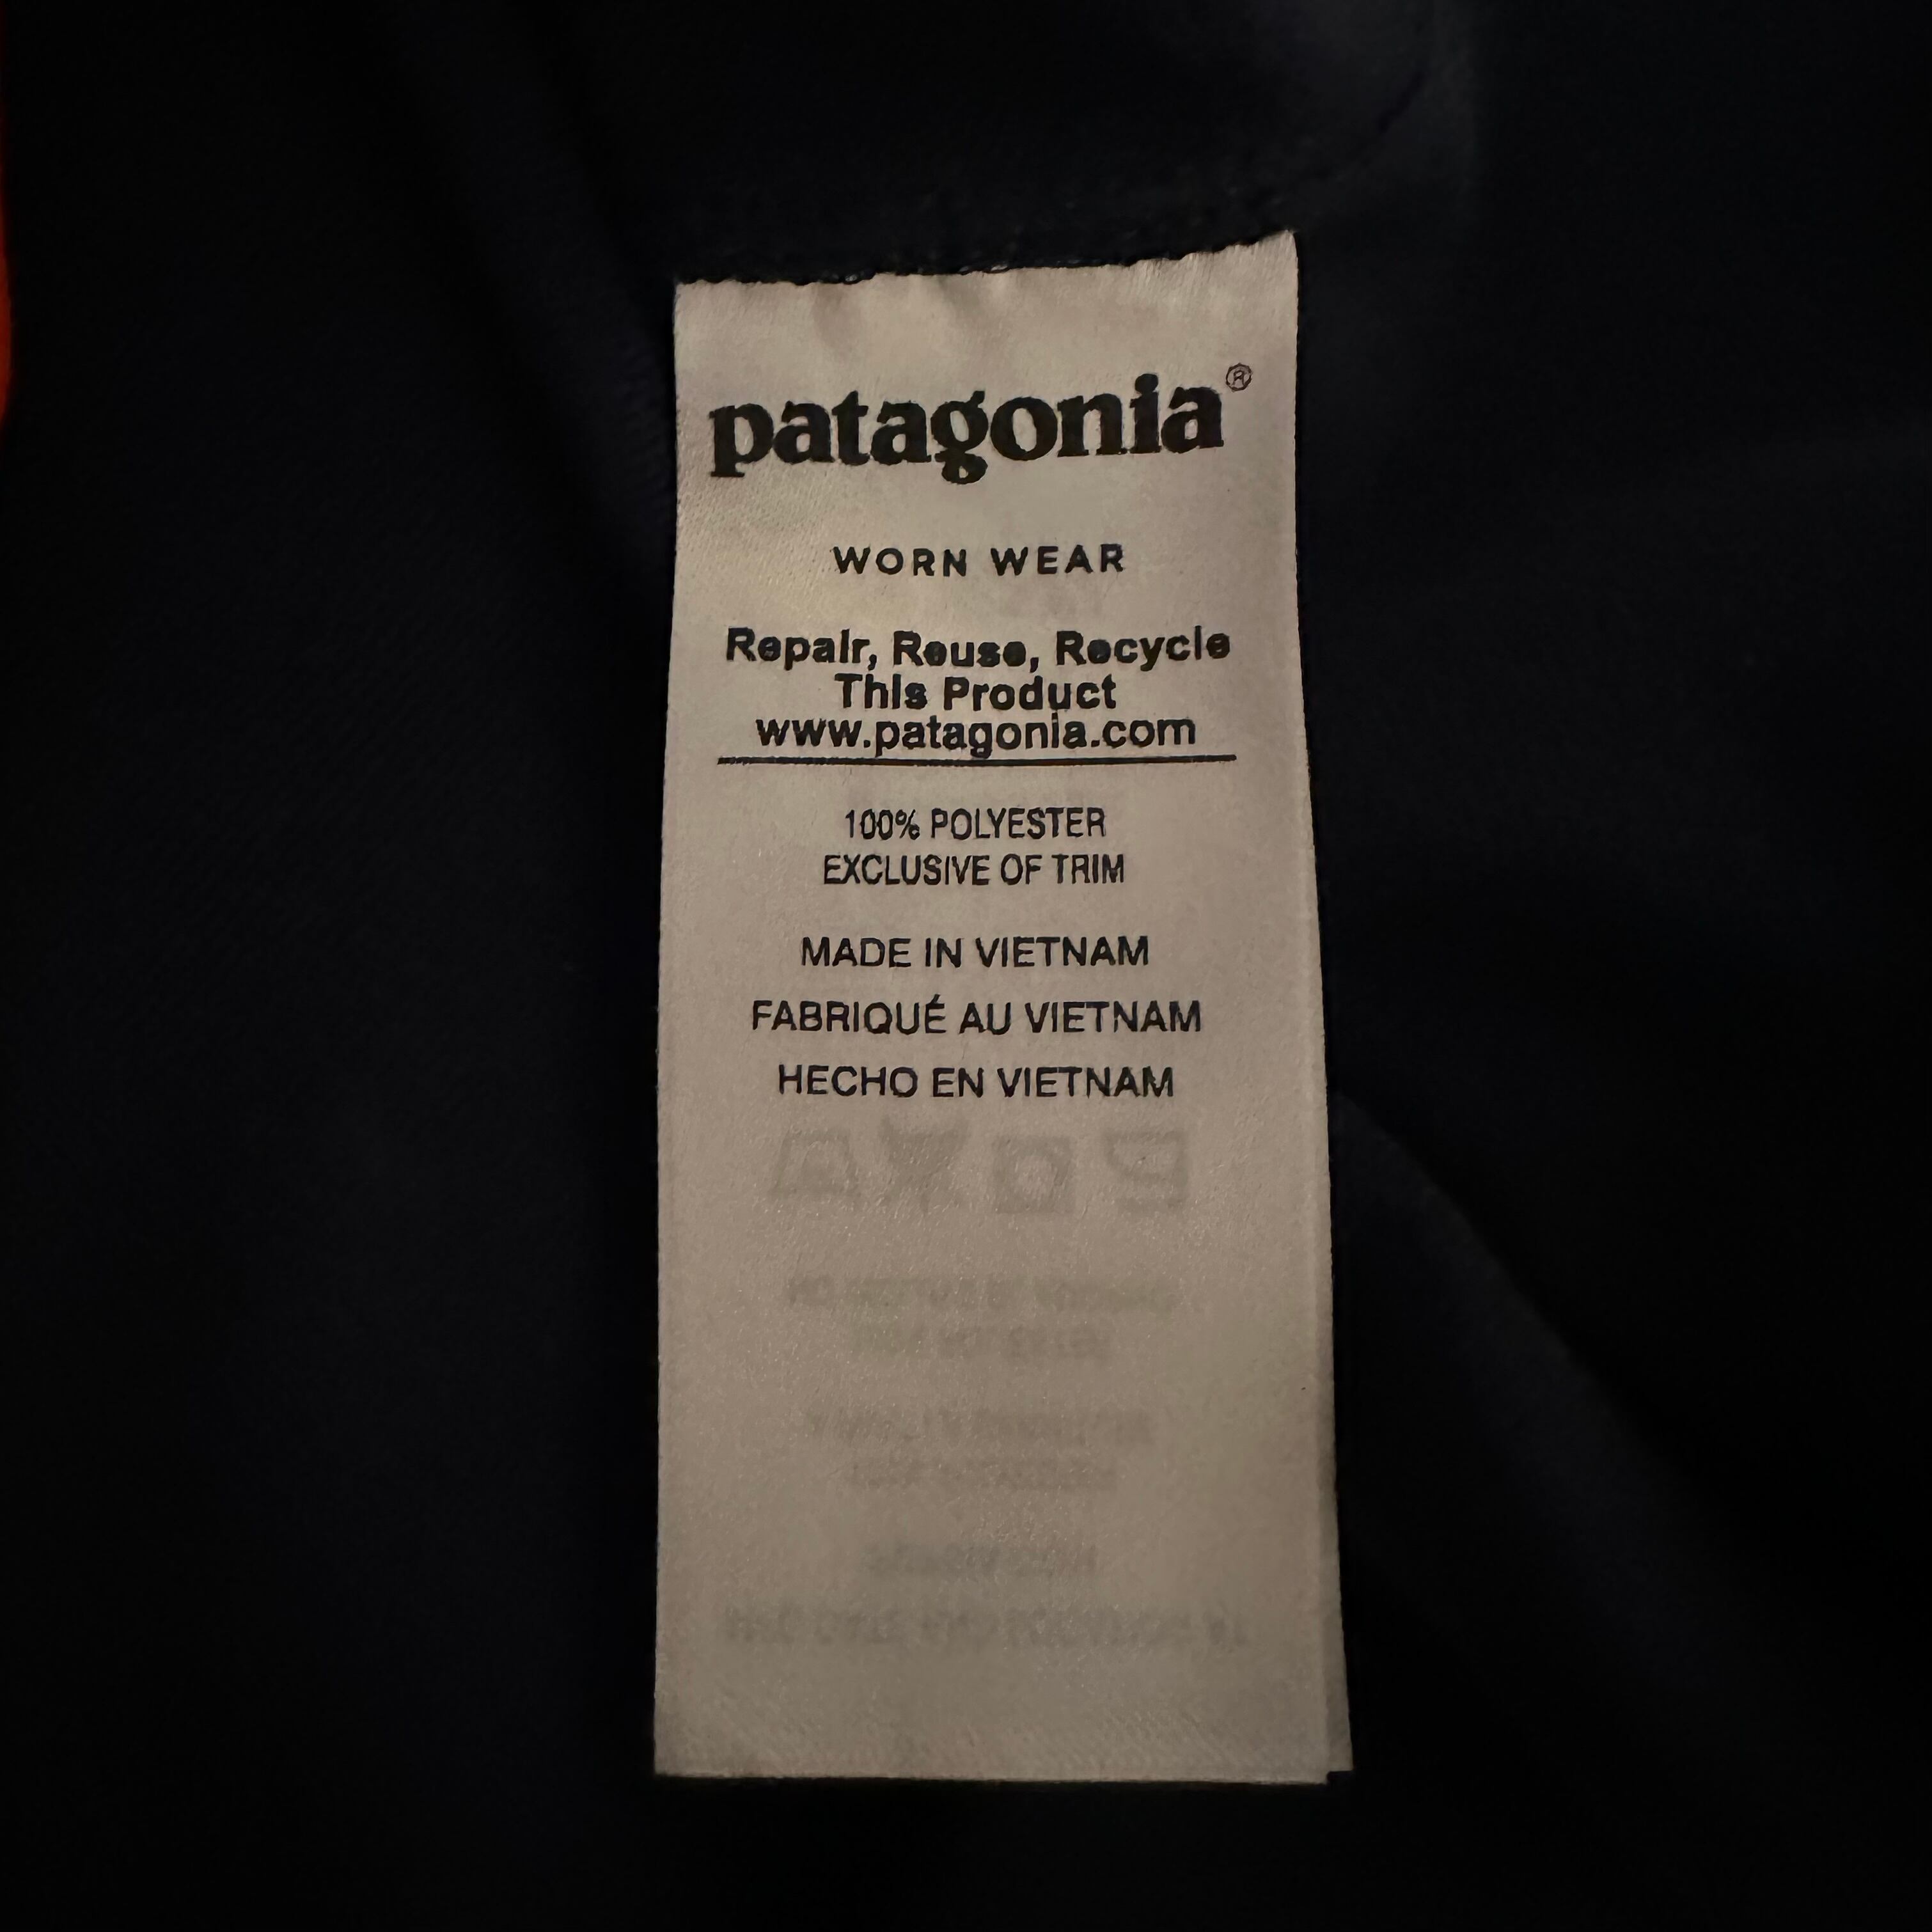 patagonia®
WORN WEAR
Repair, Reuse, Recycle
This Product
www.patagonia.com
100% POLYESTER
EXCLUSIVE OF TRIM
MADE IN VIETNAM
FABRIQUÉ AU VIETNAM
HECHO EN VIETNAM